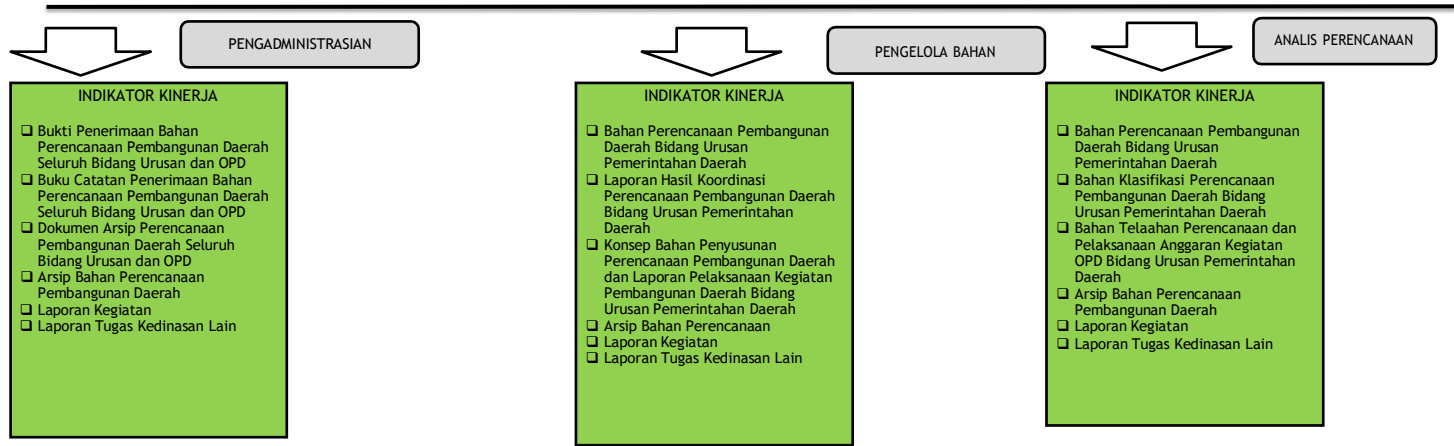 PENGADMINISTRASIAN
INDIKATOR KINERJA
❑ Bukti Penerimaan Bahan
Perencanaan Pembangunan Daerah
Seluruh Bidang Urusan dan OPD
❑ Buku Catatan Penerimaan Bahan
Perencanaan Pembangunan Daerah
Seluruh Bidang Urusan dan OPD
❑ Dokumen Arsip Perencanaan
Pembangunan Daerah Seluruh
Bidang Urusan dan OPD
❑ Arsip Bahan Perencanaan
Pembangunan Daerah
❑ Laporan Kegiatan
❑ Laporan Tugas Kedinasan Lain
PENGELOLA BAHAN
INDIKATOR KINERJA
❑ Bahan Perencanaan Pembangunan
Daerah Bidang Urusan
Pemerintahan Daerah
❑ Laporan Hasil Koordinasi
Perencanaan Pembangunan Daerah
Bidang Urusan Pemerintahan
Daerah
❑ Konsep Bahan Penyusunan
Perencanaan Pembangunan Daerah
dan Laporan Pelaksanaan Kegiatan
Pembangunan Daerah Bidang
Urusan Pemerintahan Daerah
❑ Arsip Bahan Perencanaan
❑ Laporan Kegiatan
❑ Laporan Tugas Kedinasan Lain
ANALIS PERENCANAAN
INDIKATOR KINERJA
❑ Bahan Perencanaan Pembangunan
Daerah Bidang Urusan
Pemerintahan Daerah
❑ Bahan Klasifikasi Perencanaan
Pembangunan Daerah Bidang
Urusan Pemerintahan Daerah
❑ Bahan Telaahan Perencanaan dan
Pelaksanaan Anggaran Kegiatan
OPD Bidang Urusan Pemerintahan
Daerah
❑ Arsip Bahan Perencanaan
Pembangunan Daerah
❑ Laporan Kegiatan
❑ Laporan Tugas Kedinasan Lain